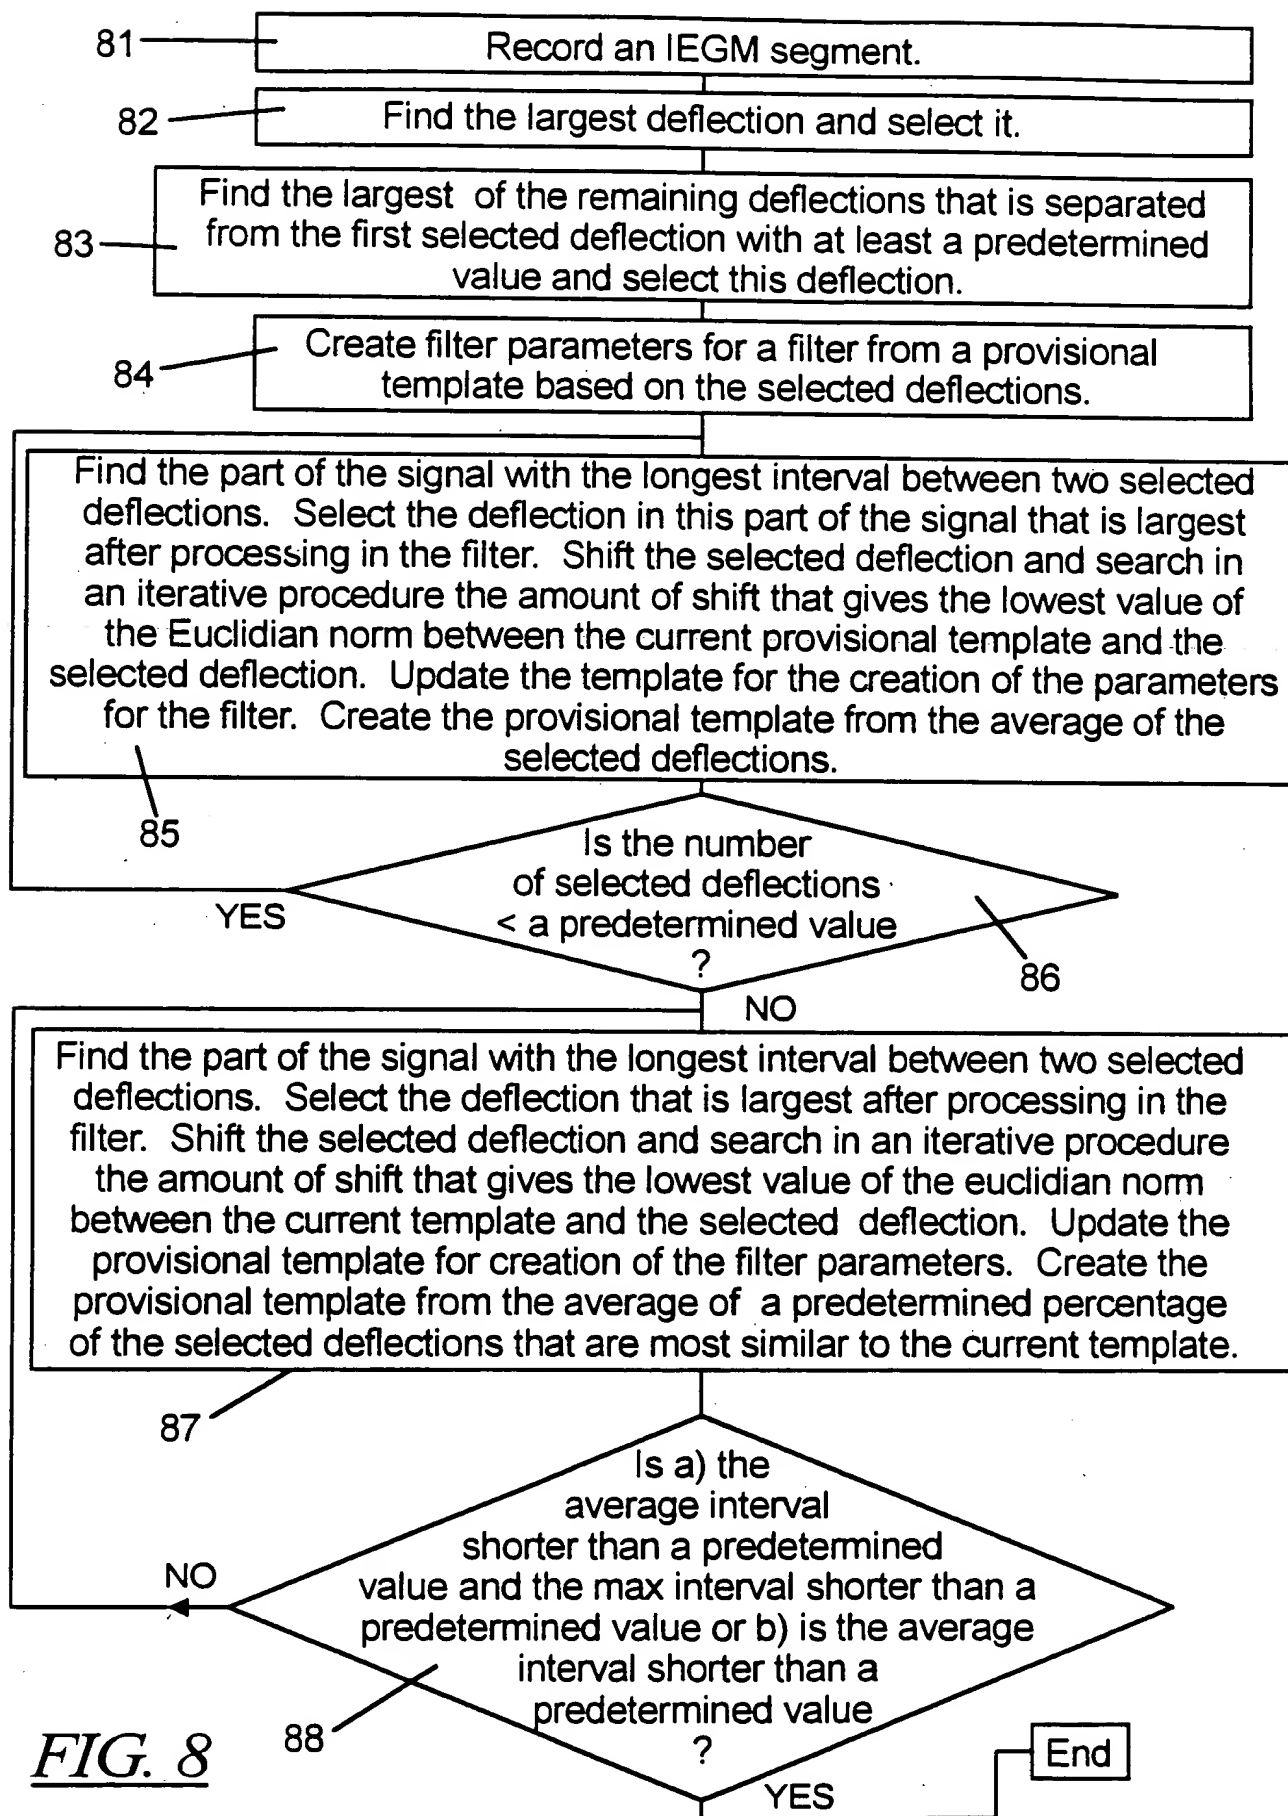 81
Record an IEGM segment.
82
Find the largest deflection and select it.
83
Find the largest of the remaining deflections that is separated
from the first selected deflection with at least a predetermined
value and select this deflection.
84
Create filter parameters for a filter from a provisional
template based on the selected deflections.
Find the part of the signal with the longest interval between two selected
deflections. Select the deflection in this part of the signal that is largest
after processing in the filter. Shift the selected deflection and search in
an iterative procedure the amount of shift that gives the lowest value of
the Euclidian norm between the current provisional template and the
selected deflection. Update the template for the creation of the parameters
for the filter. Create the provisional template from the average of the
selected deflections.
85
Is the number
of selected deflections
< a predetermined value
?
YES
86
NO
Find the part of the signal with the longest interval between two selected
deflections. Select the deflection that is largest after processing in the
filter. Shift the selected deflection and search in an iterative procedure
the amount of shift that gives the lowest value of the euclidian norm
between the current template and the selected deflection. Update the
provisional template for creation of the filter parameters. Create the
provisional template from the average of a predetermined percentage
of the selected deflections that are most similar to the current template.
87
Is a) the
average interval
shorter than a predetermined
value and the max interval shorter than a
predetermined value or b) is the average
interval shorter than a
predetermined value
?
NO
88
YES
End
FIG. 8